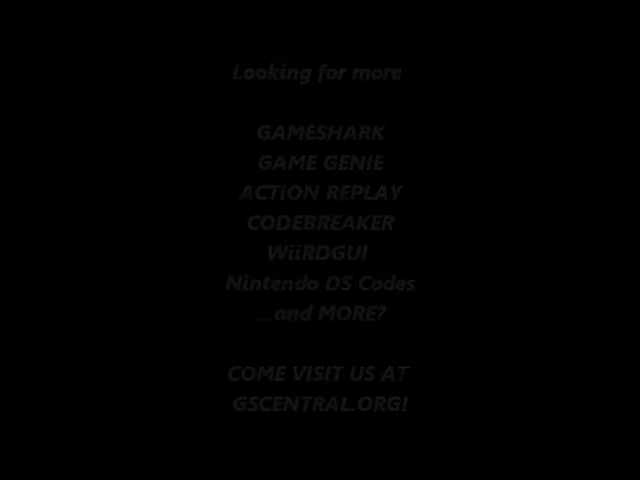 Looking for more
GAMESHARK
GAME GENIE
ACTION REPLAY
CODEBREAKER
WiiRDGUI
Nintendo DS Codes
...and MORE?
COME VISIT US AT
GSCENTRAL.ORG!